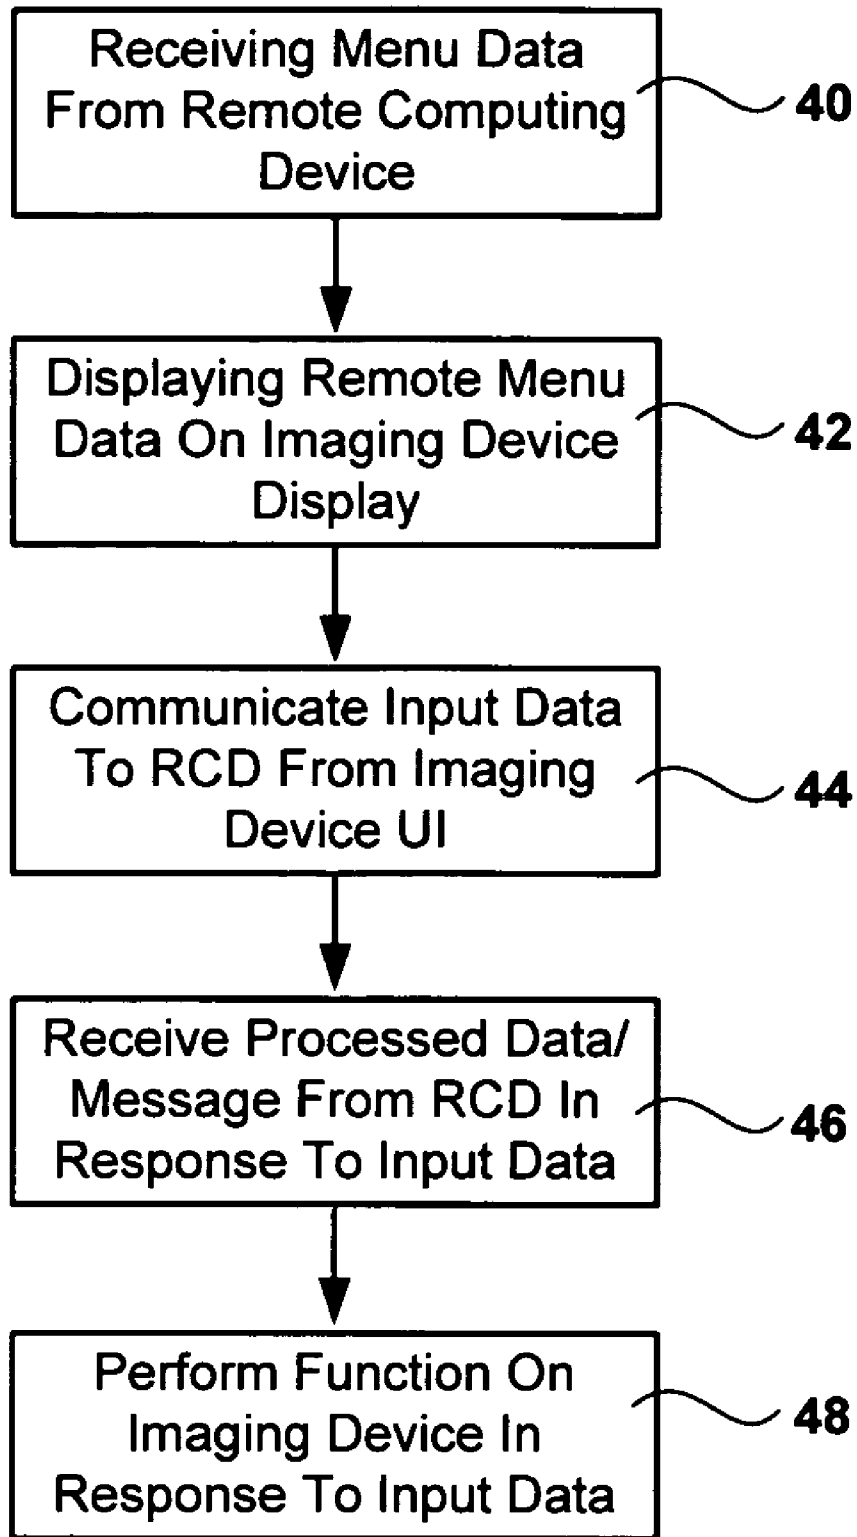 Receiving Menu Data
From Remote Computing
Device
40
Displaying Remote Menu
Data On Imaging Device
Display
42
Communicate Input Data
To RCD From Imaging
Device UI
44
Receive Processed Data/
Message From RCD In
Response To Input Data
46
Perform Function On
Imaging Device In
Response To Input Data
48